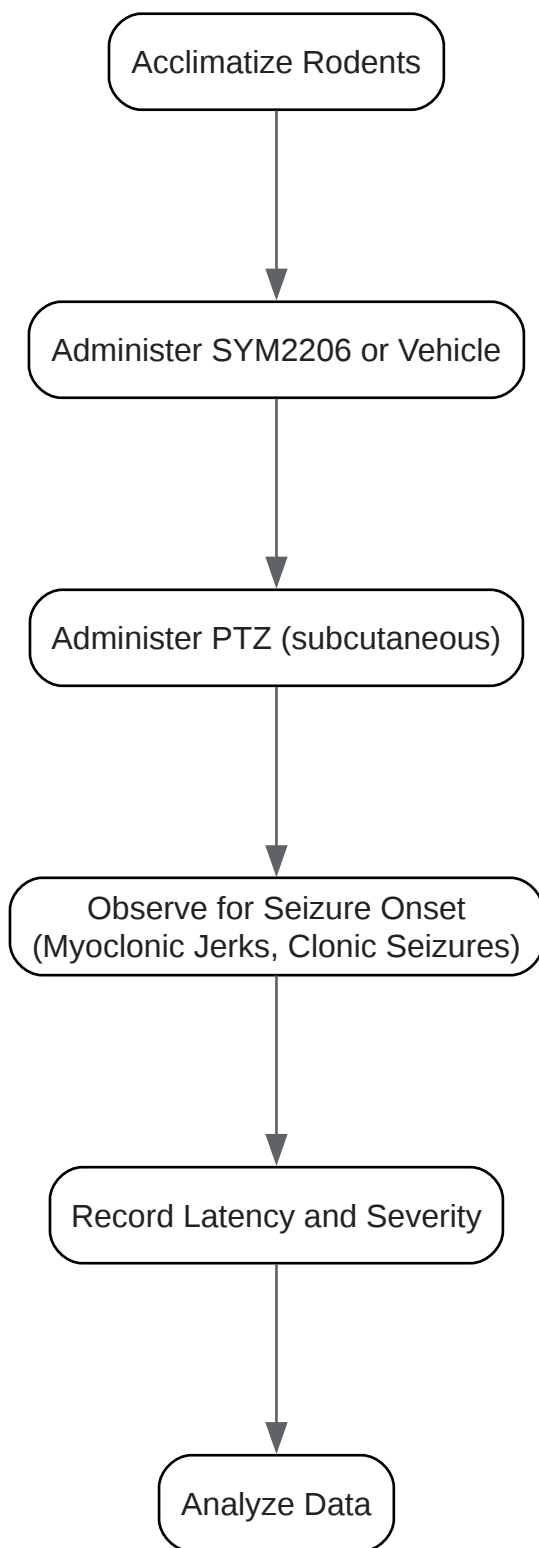 Acclimatize Rodents
Administer SYM2206 or Vehicle
Administer PTZ (subcutaneous)
Observe for Seizure Onset
(Myoclonic Jerks, Clonic Seizures)
Record Latency and Severity
Analyze Data